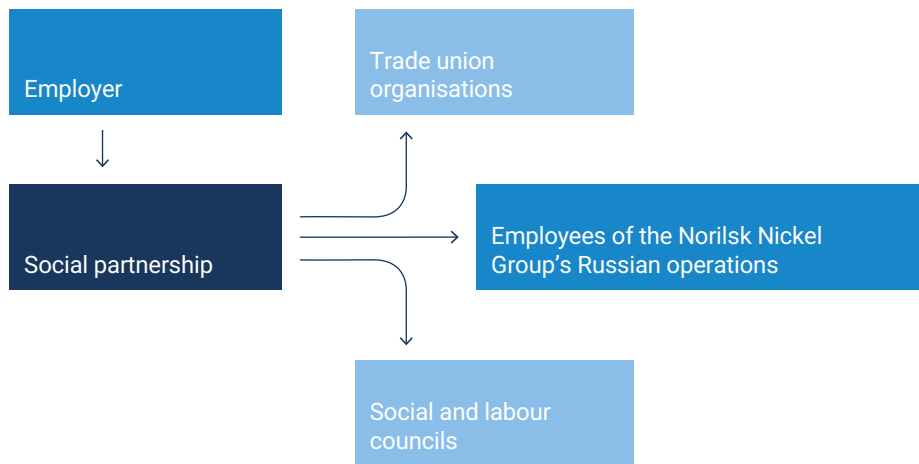 Employer
Trade union
organisations
Social partnership
Employees of the Norilsk Nickel
Group's Russian operations
Social and labour
councils